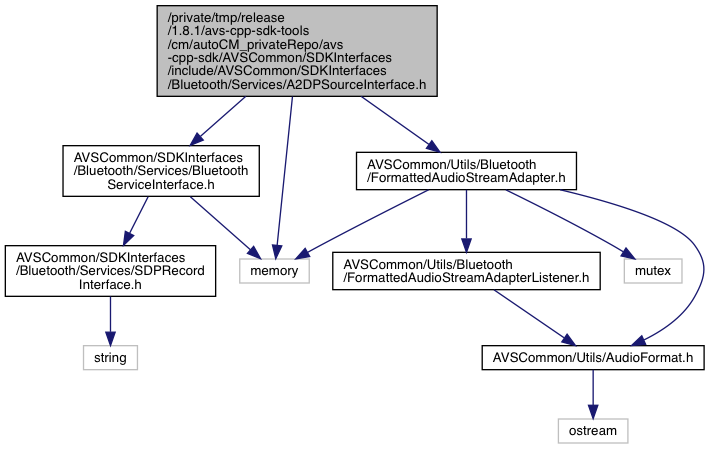 /private/tmp/release
/1.8.1/avs-cpp-sdk-tools
/cm/autoCM_privateRepo/avs
-cpp-sdk/AVSCommon/SDKInterfaces
/include/AVSCommon/SDKInterfaces
/Bluetooth/Services/A2DPSourceInterface.h
AVSCommon/SDKInterfaces
/Bluetooth/Services/Bluetooth
ServiceInterface.h
AVSCommon/Utils/Bluetooth
/FormattedAudioStreamAdapter.h
AVSCommon/SDKInterfaces
/Bluetooth/Services/SDPRecord
Interface.h
memory
AVSCommon/Utils/Bluetooth
/FormattedAudioStreamAdapterListener.h
mutex
string
AVSCommon/Utils/AudioFormat.h
ostream